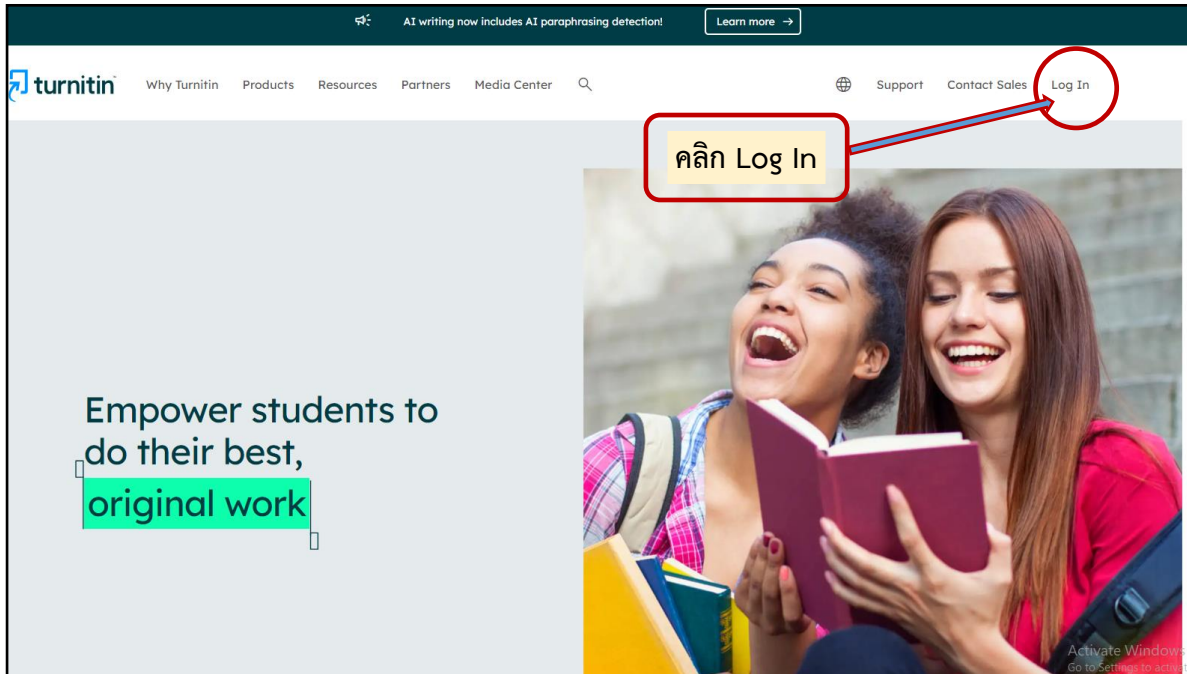 AI writing now includes AI paraphrasing detection! Learn more →
turnitin Why Turnitin Products Resources Partners Media Center Support Contact Sales Log In
คลิก Log In
Empower students to
do their best,
original work
Activate Windows
Go to Settings to activat